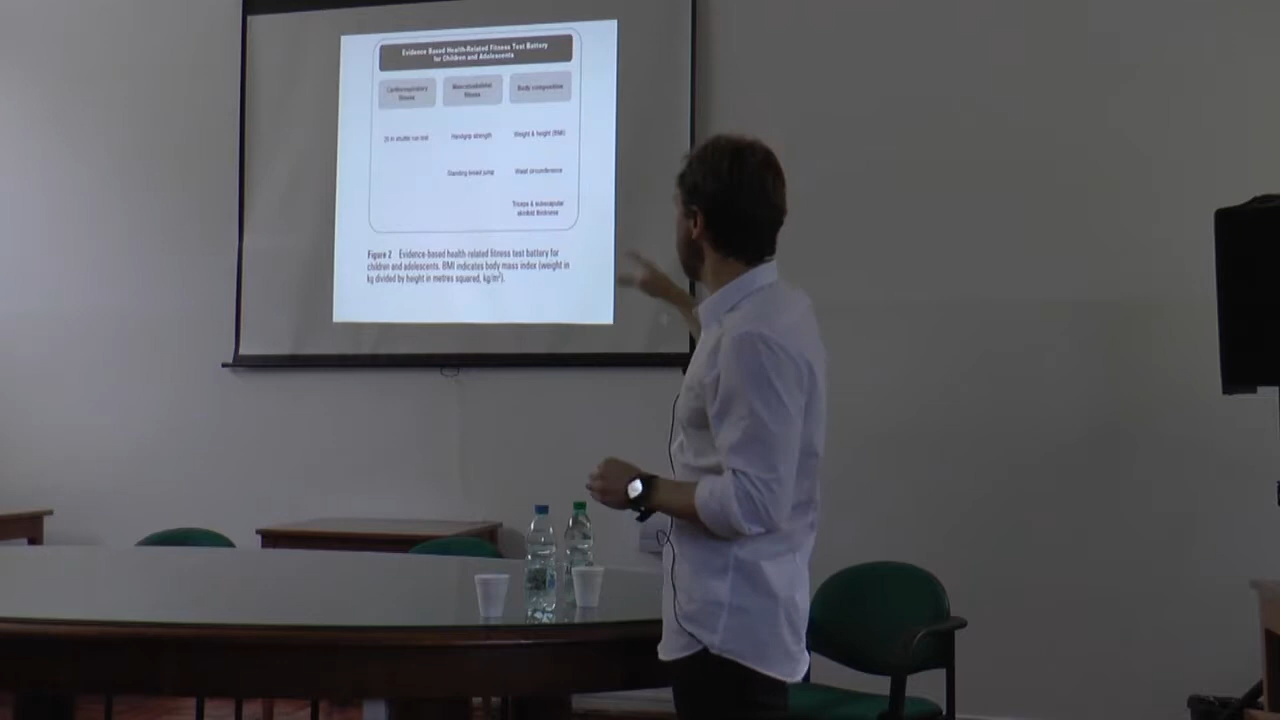 Evidence Based Health-Related Fitness Test Battery
for Children and Adolescents
Cardiorespiratory
fitness
Musculoskeletal
fitness
Body composition
20 m shuttle run test
Handgrip strength
Weight & height (BMI)
Standing broad jump
Waist circumference
Triceps & subscapular
skinfold thickness
Figure 2 Evidence-based health related fitness test battery for
children and adolescents. BMI indicates body mass index (weight in
kg divided by height in metres squared, kg/m²).